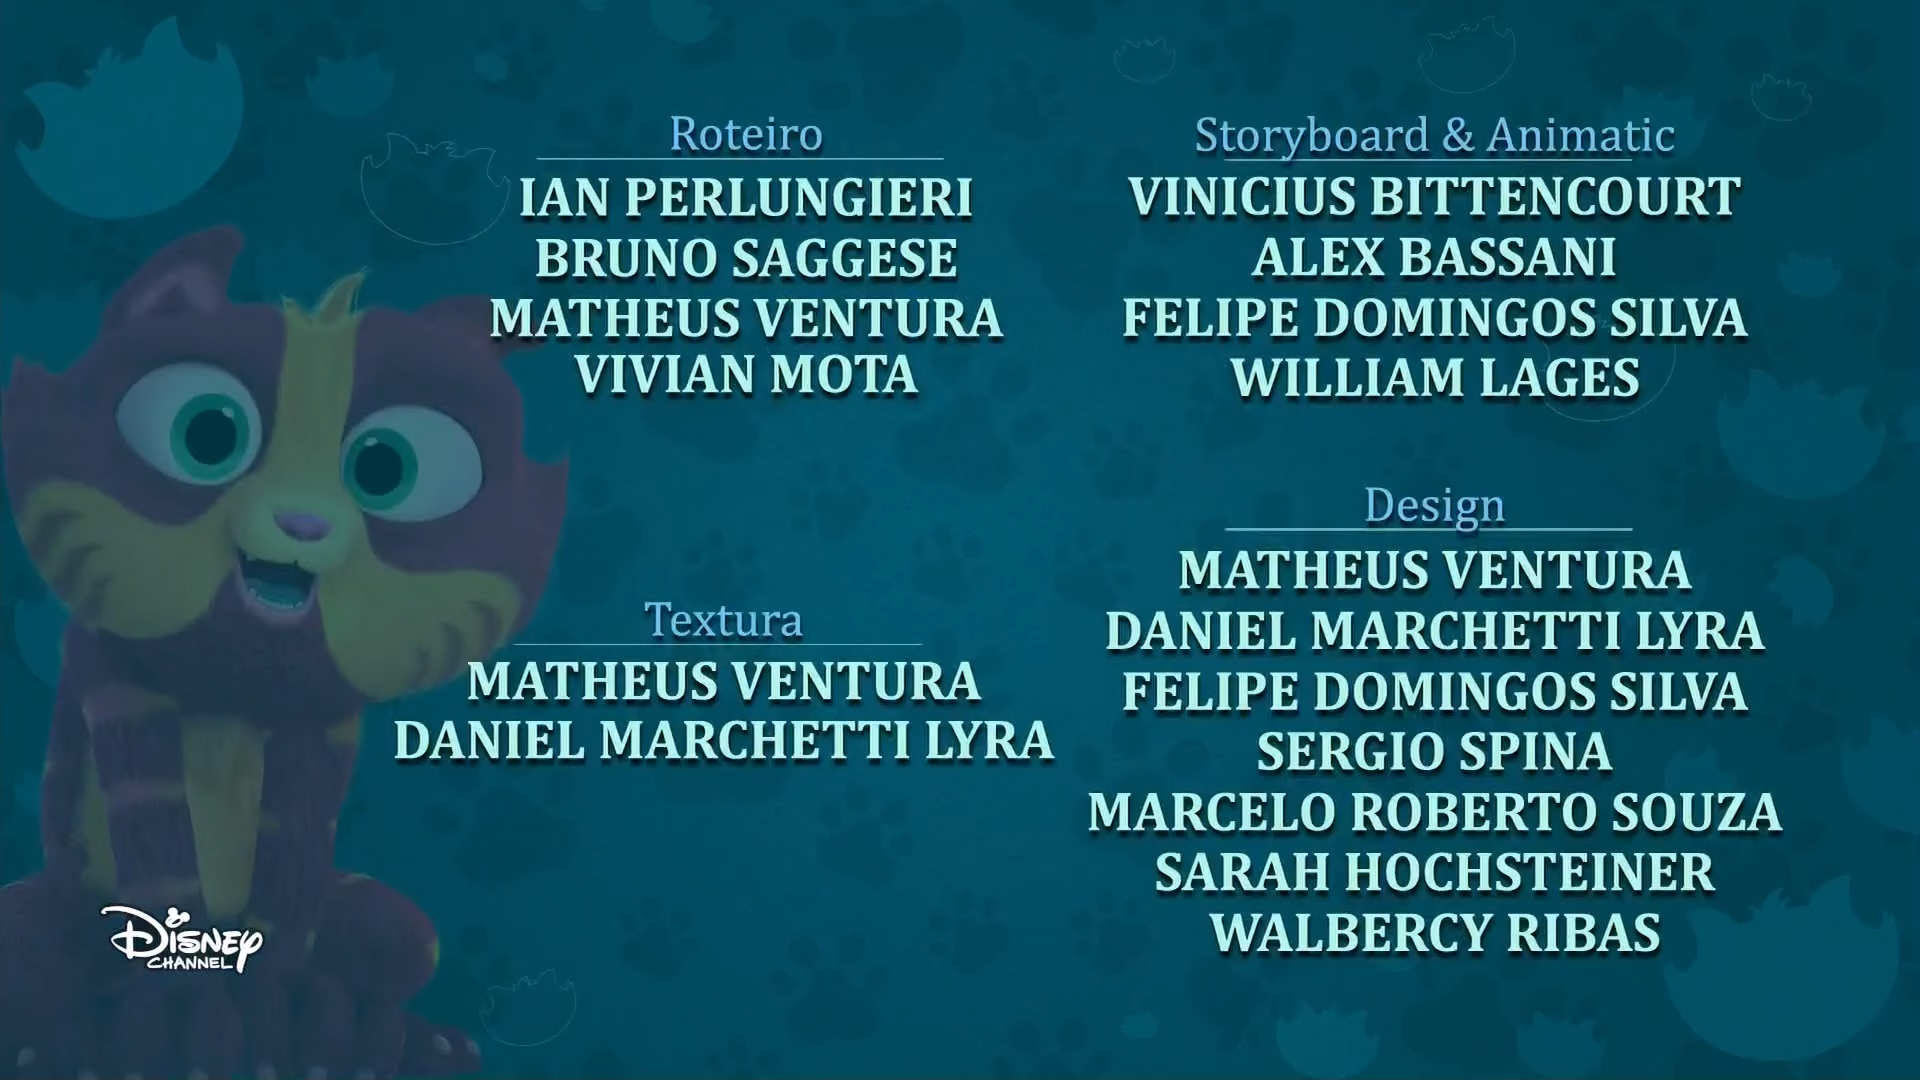 Roteiro
IAN PERLUNGIERI
BRUNO SAGGESE
MATHEUS VENTURA
VIVIAN MOTA
Storyboard & Animatic
VINICIUS BITTENCOURT
ALEX BASSANI
FELIPE DOMINGOS SILVA
WILLIAM LAGES
Textura
MATHEUS VENTURA
DANIEL MARCHETTI LYRA
Design
MATHEUS VENTURA
DANIEL MARCHETTI LYRA
FELIPE DOMINGOS SILVA
SERGIO SPINA
MARCELO ROBERTO SOUZA
SARAH HOCHSTEINER
WALBERCY RIBAS
DISNEY
CHANNEL